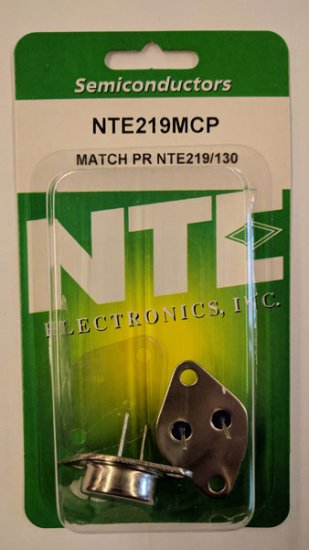 Semiconductors
NTE219MCP
MATCH PR NTE219/130
NTE
ELECTRONICS, INC.